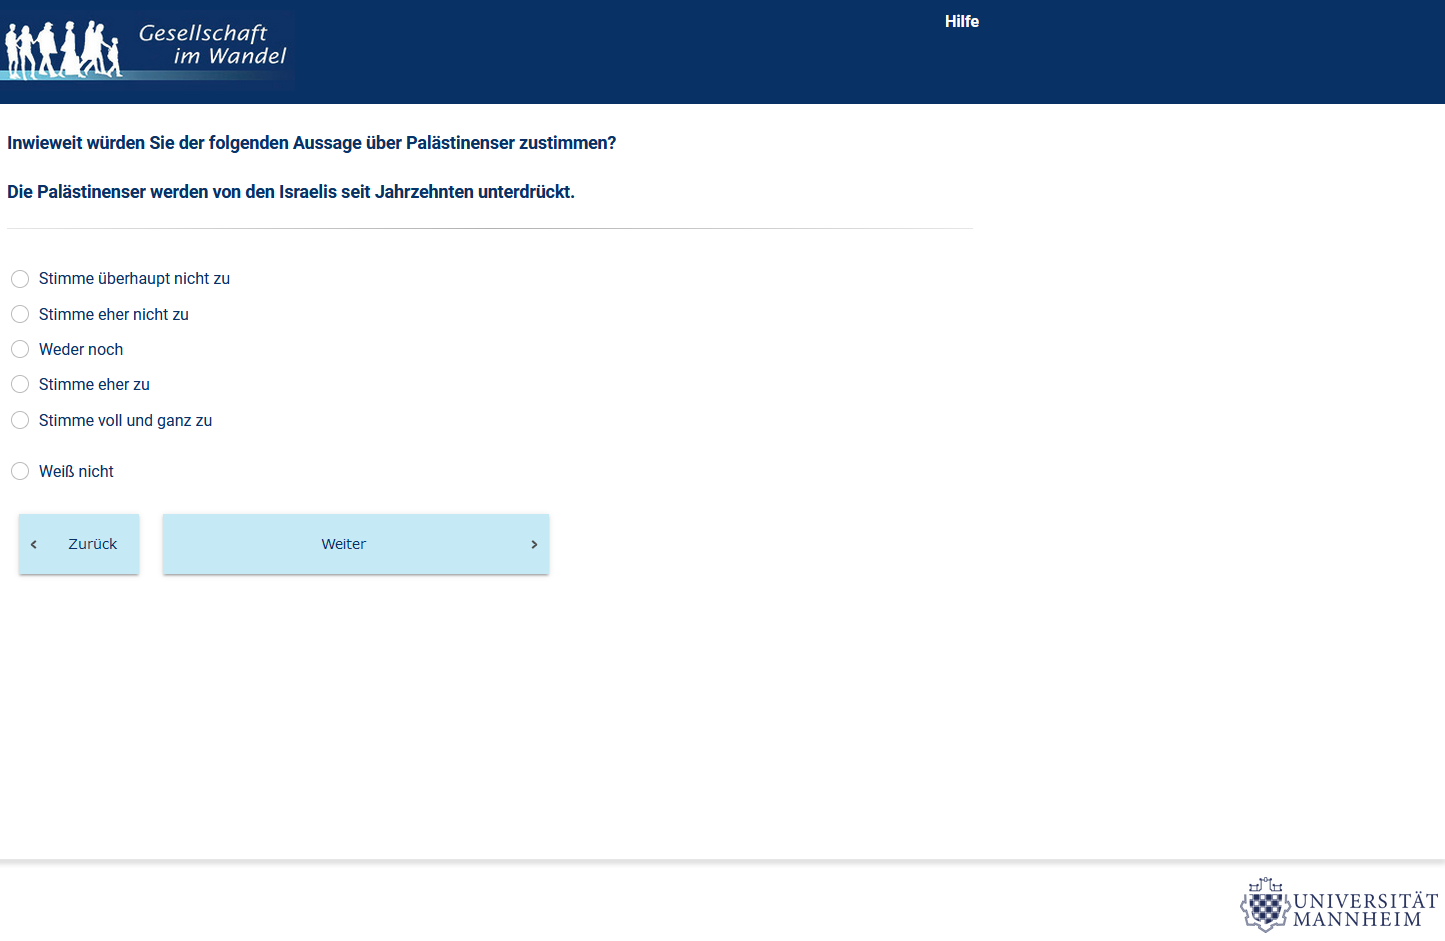 Gesellschaft
im Wandel
Hilfe
Inwieweit würden Sie der folgenden Aussage über Palästinenser zustimmen?
Die Palästinenser werden von den Israelis seit Jahrzehnten unterdrückt.
Stimme überhaupt nicht zu
Stimme eher nicht zu
Weder noch
Stimme eher zu
Stimme voll und ganz zu
Weiß nicht
Zurück
Weiter
UNIVERSITÄT
MANNHEIM